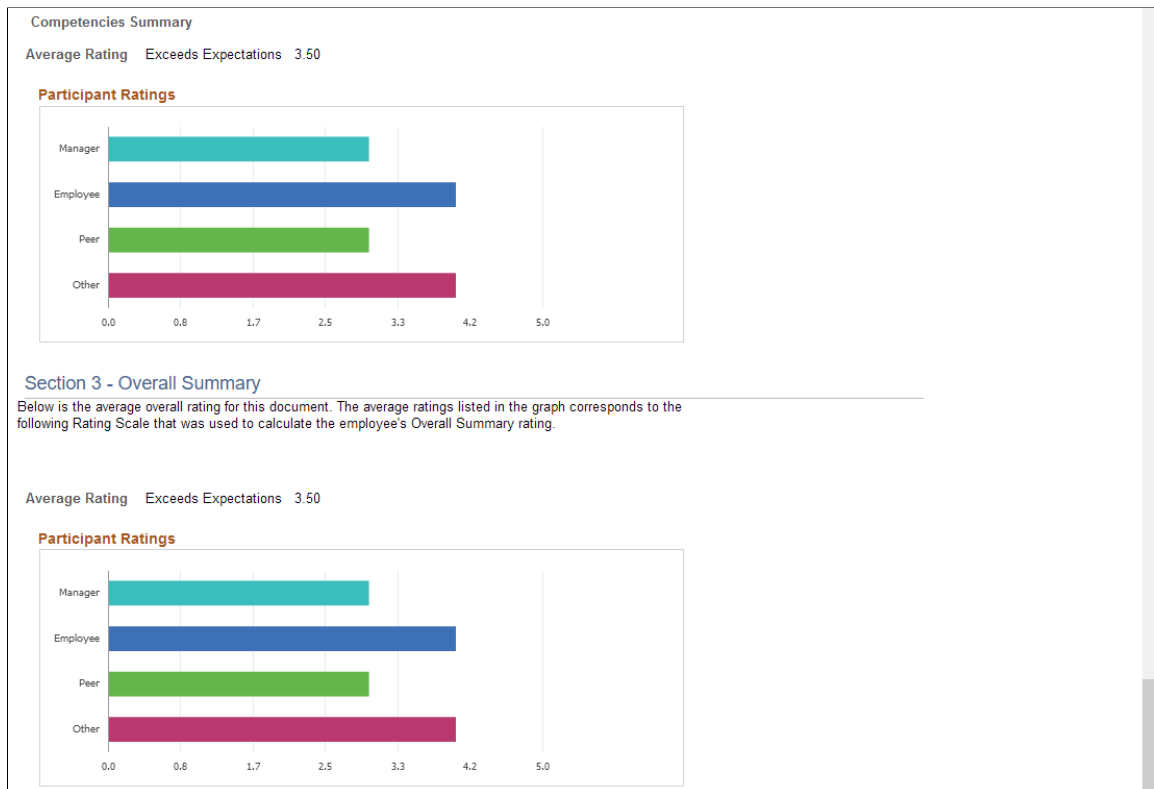 Competencies Summary
Average Rating Exceeds Expectations 3.50
Participant Ratings
Manager
Employee
Peer
Other
0.0 0.8 1.7 2.5 3.3 4.2 5.0
Section 3 - Overall Summary
Below is the average overall rating for this document. The average ratings listed in the graph corresponds to the
following Rating Scale that was used to calculate the employee's Overall Summary rating.
Average Rating Exceeds Expectations 3.50
Participant Ratings
Manager
Employee
Peer
Other
0.0 0.8 1.7 2.5 3.3 4.2 5.0